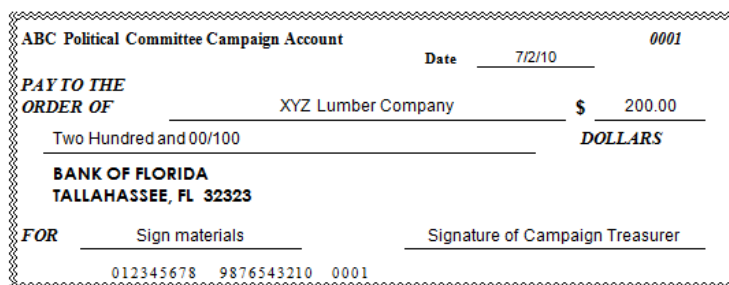 ABC Political Committee Campaign Account 0001
Date 7/2/10
PAY TO THE
ORDER OF XYZ Lumber Company $ 200.00
Two Hundred and 00/100 DOLLARS
BANK OF FLORIDA
TALLAHASSEE, FL 32323
FOR Sign materials Signature of Campaign Treasurer
012345678 9876543210 0001